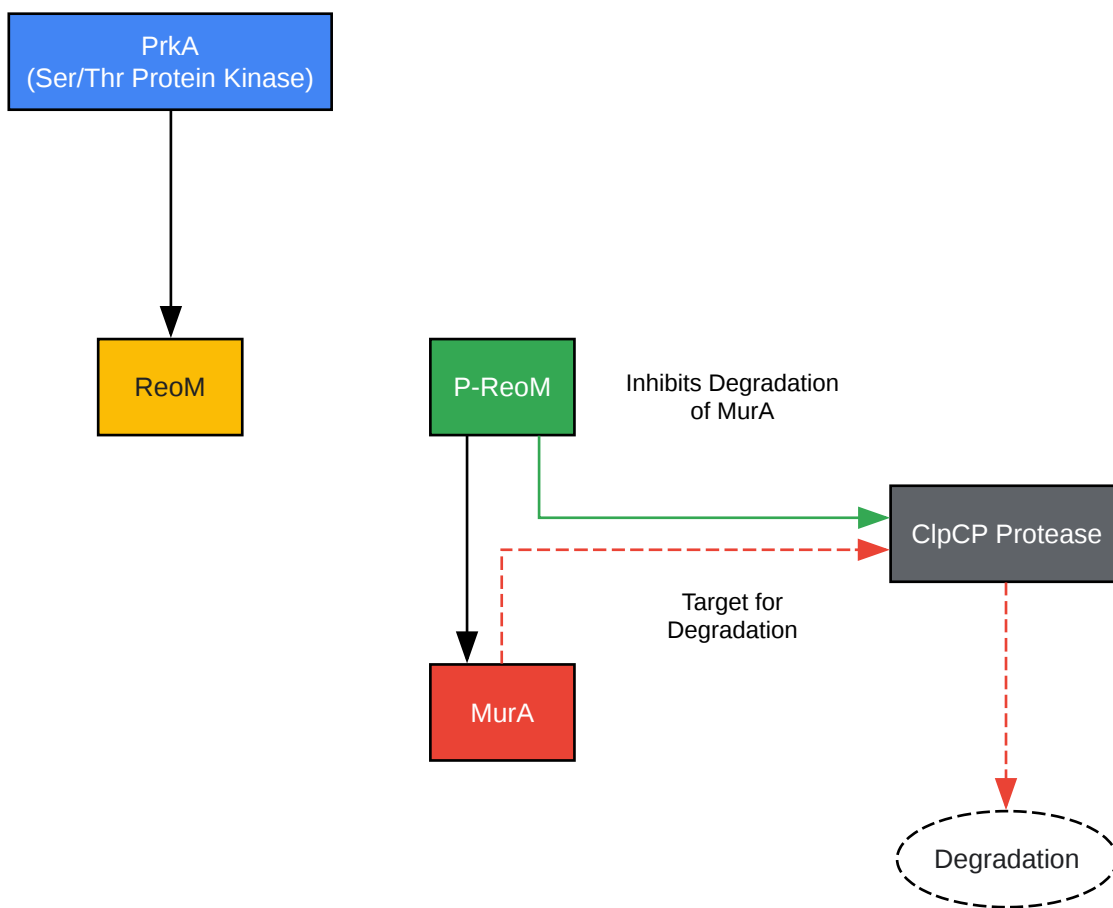 PrkA
(Ser/Thr Protein Kinase)
ReoM
P-ReoM
Inhibits Degradation
of MurA
ClpCP Protease
Target for
Degradation
MurA
Degradation